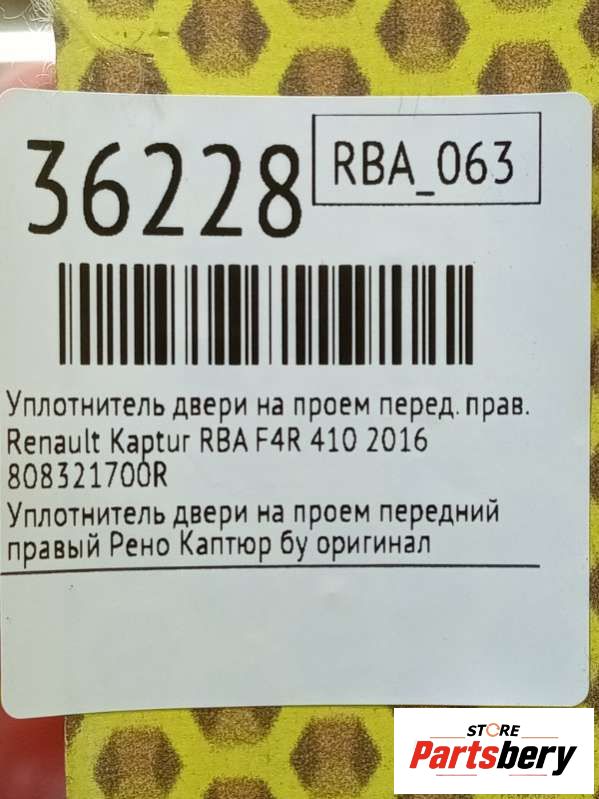 36228
RBA_063
Уплотнитель двери на проем перед. прав.
Renault Kaptur RBA F4R 410 2016
808321700R
Уплотнитель двери на проем передний
правый Рено Каптюр бу оригинал
STORE
Partsbery